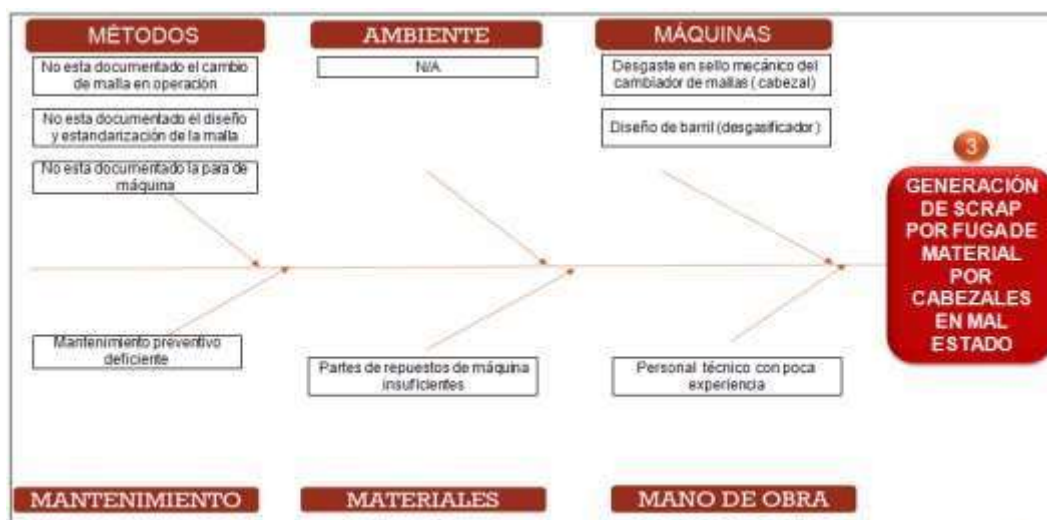 MÉTODOS
No esta documentado el cambio
de malla en operación
No esta documentado el diseño
y estandarización de la malla
No esta documentado la para de
máquina
AMBIENTE
N/A
MÁQUINAS
Desgaste en sello mecánico del
cambiador de mallas (cabezal)
Diseño de barril (desgasificador)
3
GENERACIÓN
DE SCRAP
POR FUGA DE
MATERIAL
POR
CABEZALES
EN MAL
ESTADO
Mantenimiento preventivo
deficiente
Partes de repuestos de máquina
insuficientes
Personal técnico con poca
experiencia
MANTENIMIENTO
MATERIALES
MANO DE OBRA